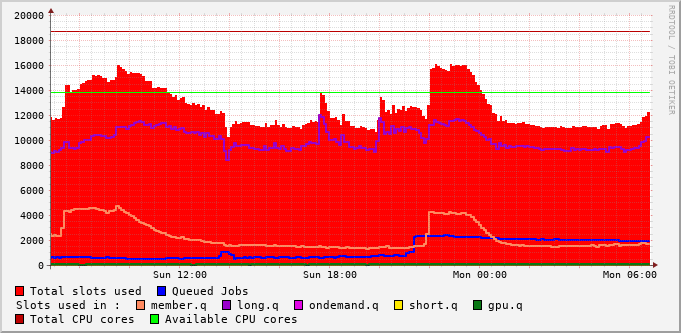 20000
18000
16000
14000
12000
10000
8000
6000
4000
2000
0
Sun 12:00 Sun 18:00 Mon 00:00 Mon 06:00
RRDTOOL / TOBI OETIKER
Total slots used Queued Jobs
Slots used in : member.q long.q ondemand.q short.q gpu.q
Total CPU cores Available CPU cores